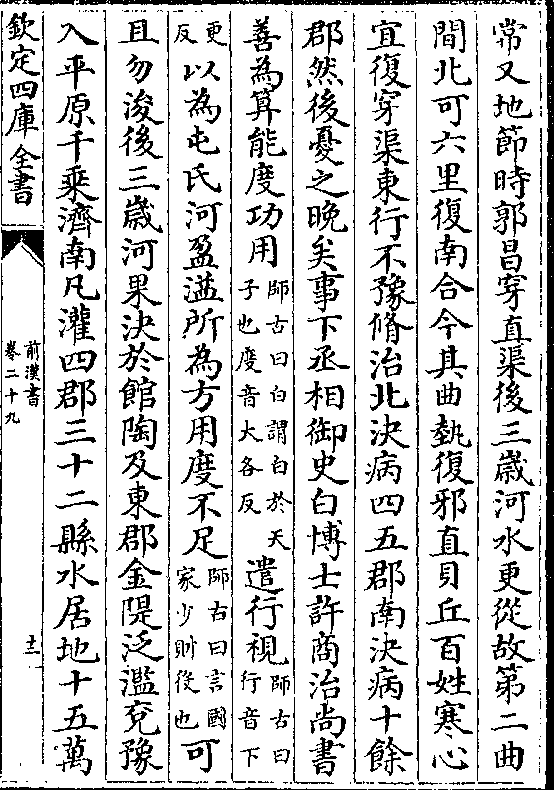 常又地節時郭昌穿直渠後三歳河水更從故第二曲
間北可六里復南合今其曲勢復邪直貝丘百姓寒心
宜復穿渠東行不豫脩治北決病四五郡南決病十餘
郡然後憂之晚矣事下丞相御史白博士許商治尚書
善為算能度功用師古曰白謂白於天子也度音大各反遣行視師古曰行音下
更反以為屯氏河盈溢所為方用度不足師古曰言國家少財役也可
且勿浚後三歲河果決於館陶及東郡金隄泛濫兖豫
入平原千乘濟南凡灌四郡三十二縣水居地十五萬
欽定四庫全書
前漢書
卷二十九
十三